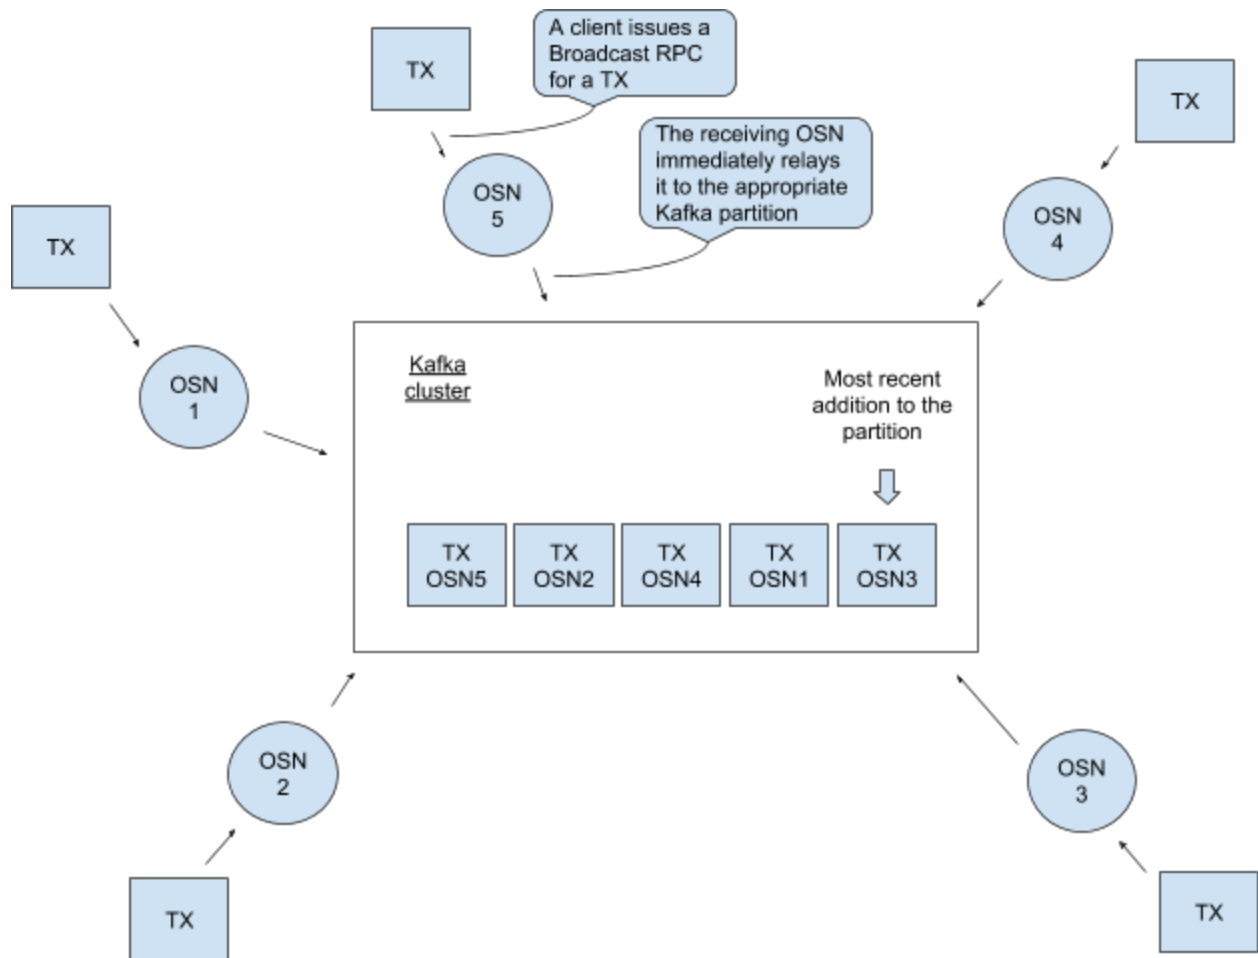 TX
A client issues a
Broadcast RPC
for a TX
TX
The receiving OSN
immediately relays
it to the appropriate
Kafka partition
OSN
5
OSN
4
TX
OSN
1
Kafka
cluster
Most recent
addition to the
partition
TX
OSN5
TX
OSN2
TX
OSN4
TX
OSN1
TX
OSN3
OSN
2
OSN
3
TX
TX